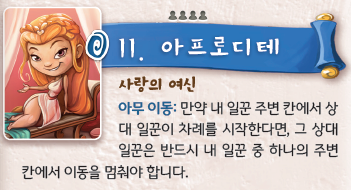 11. 아프로디테
사랑의 여신
아무 이동: 만약 내 일꾼 주변 칸에서 상
대 일꾼이 차례를 시작한다면, 그 상대
일꾼은 반드시 내 일꾼 중 하나의 주변
칸에서 이동을 멈춰야 합니다.